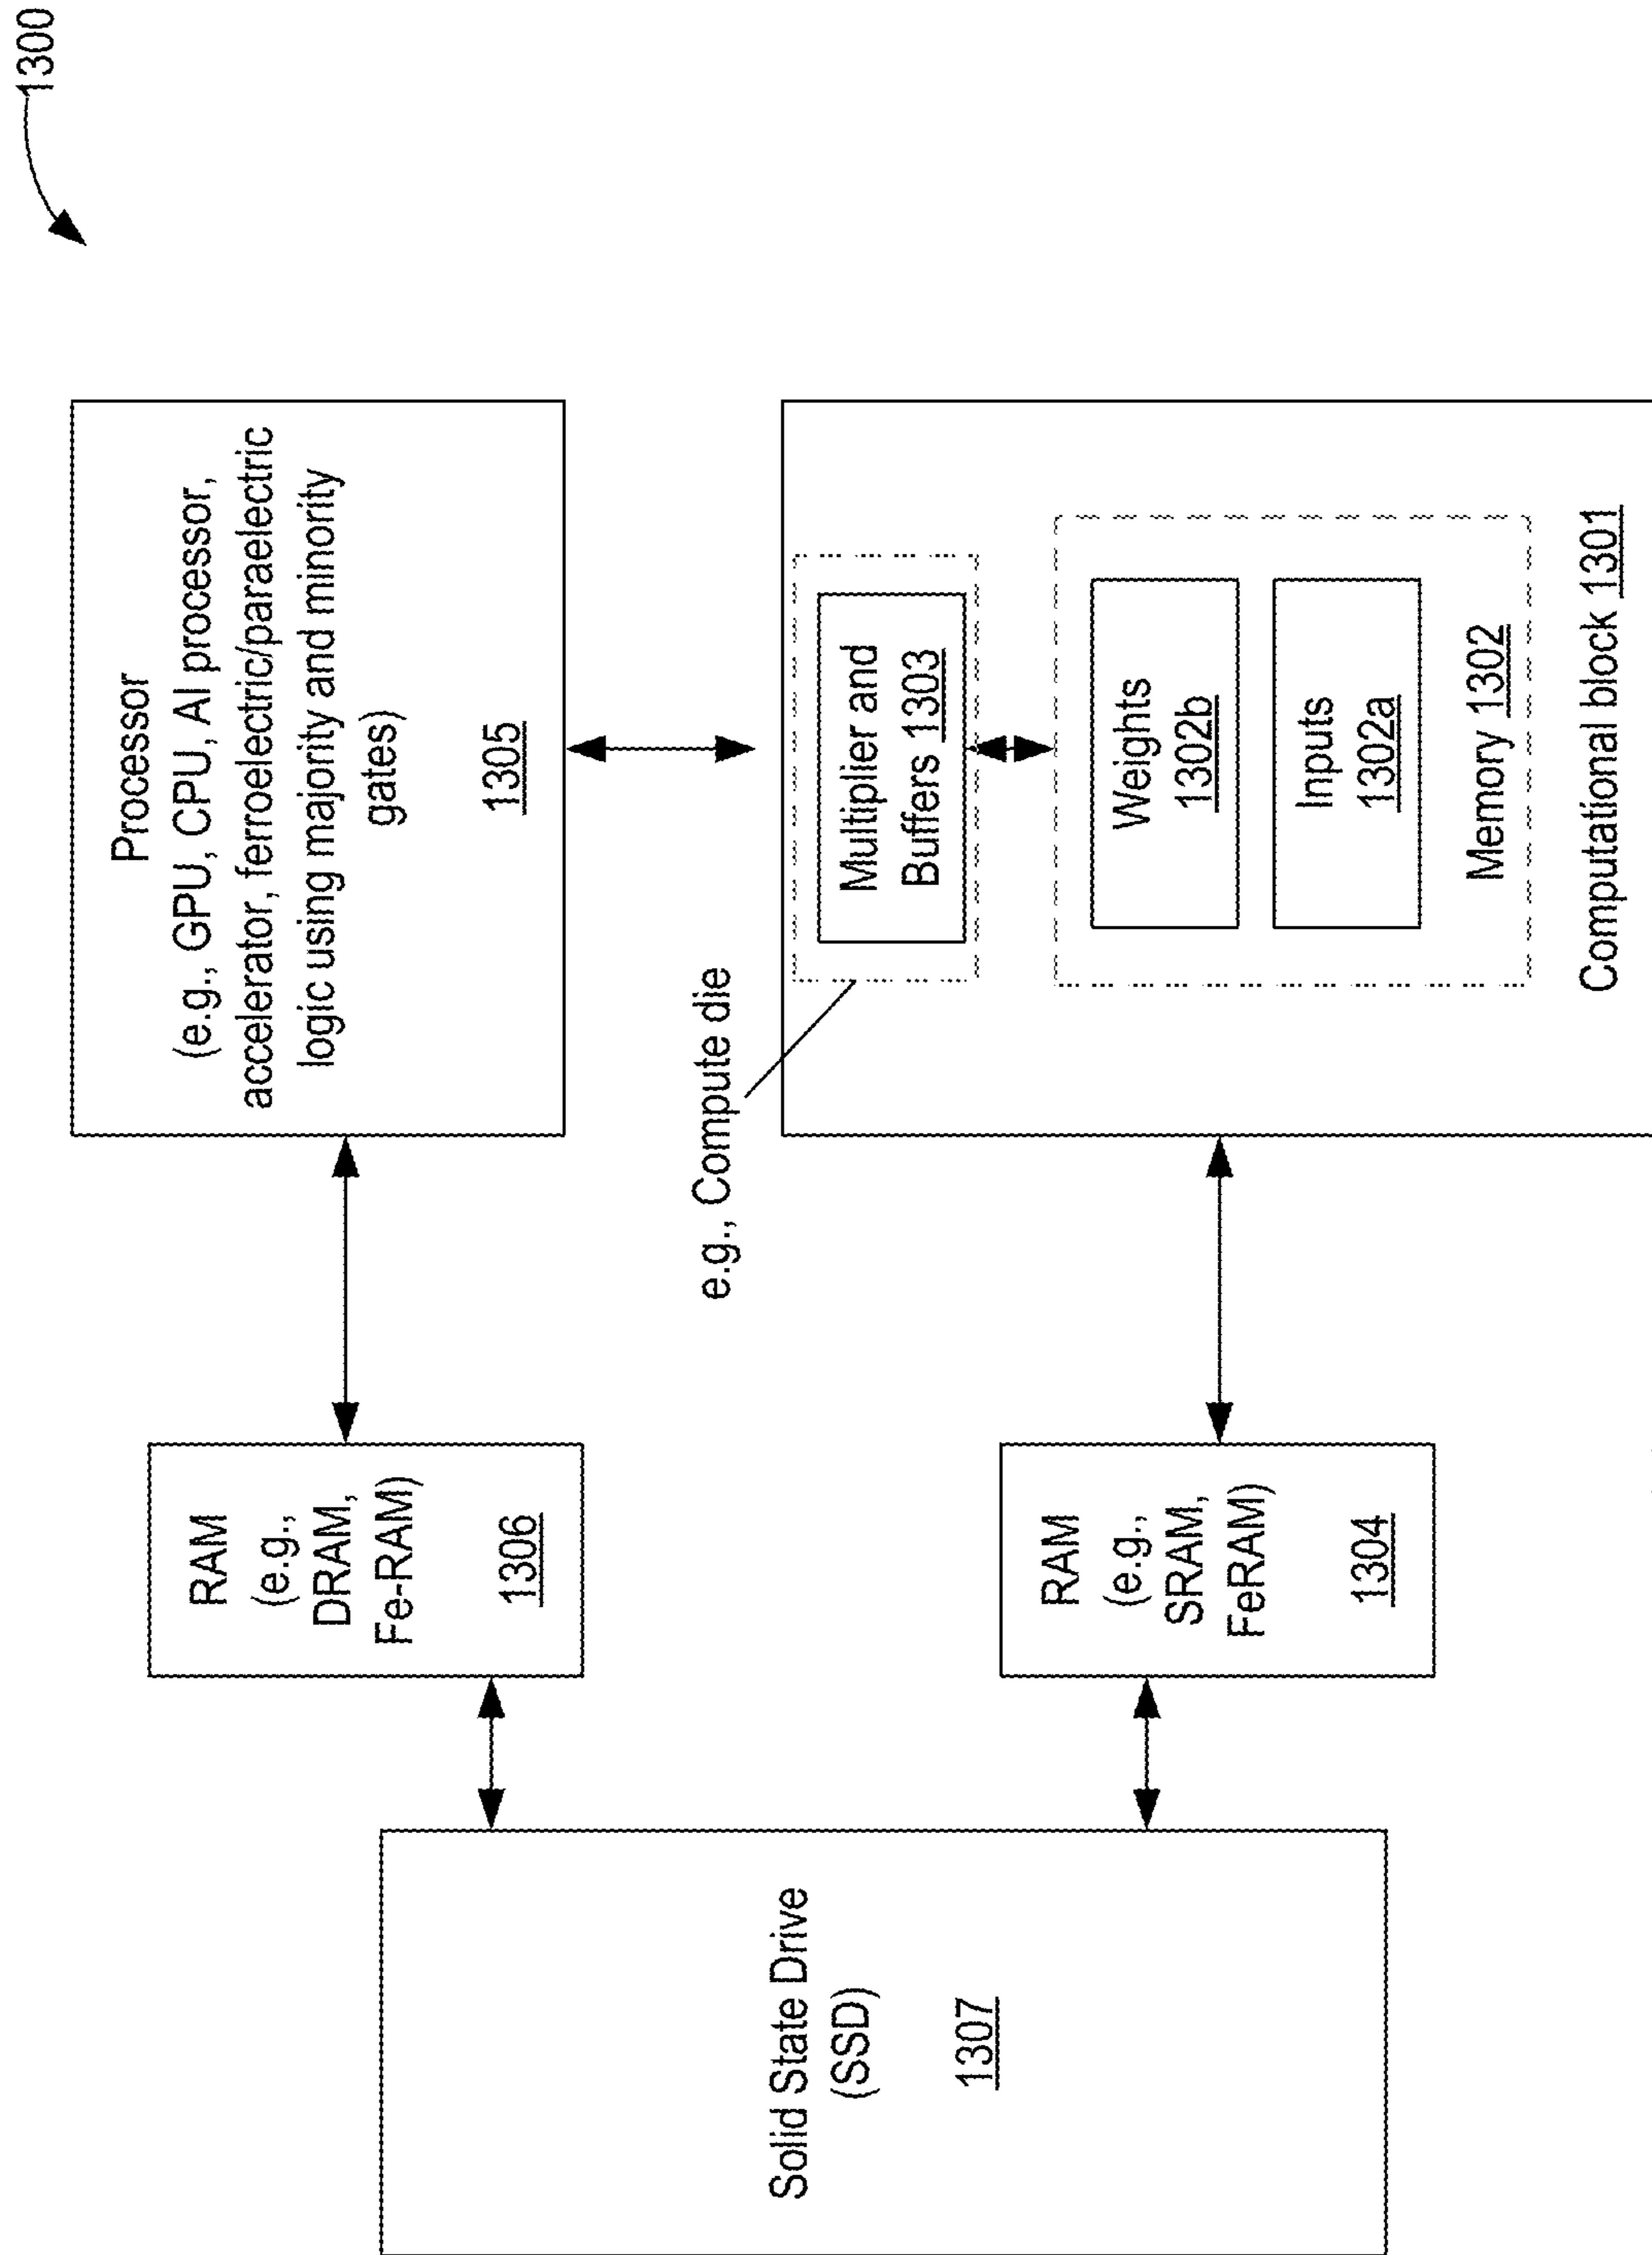 1300
Solid State Drive
(SSD)
1307
RAM
(e.g.,
DRAM,
Fe-RAM)
1306
Processor
(e.g., GPU, CPU, AI processor,
accelerator, ferroelectric/paraelectric
logic using majority and minority
gates)
1305
RAM
(e.g.,
SRAM,
FeRAM)
1304
e.g., Compute die
Multiplier and
Buffers 1303
Weights
1302b
Inputs
1302a
Memory 1302
Computational block 1301